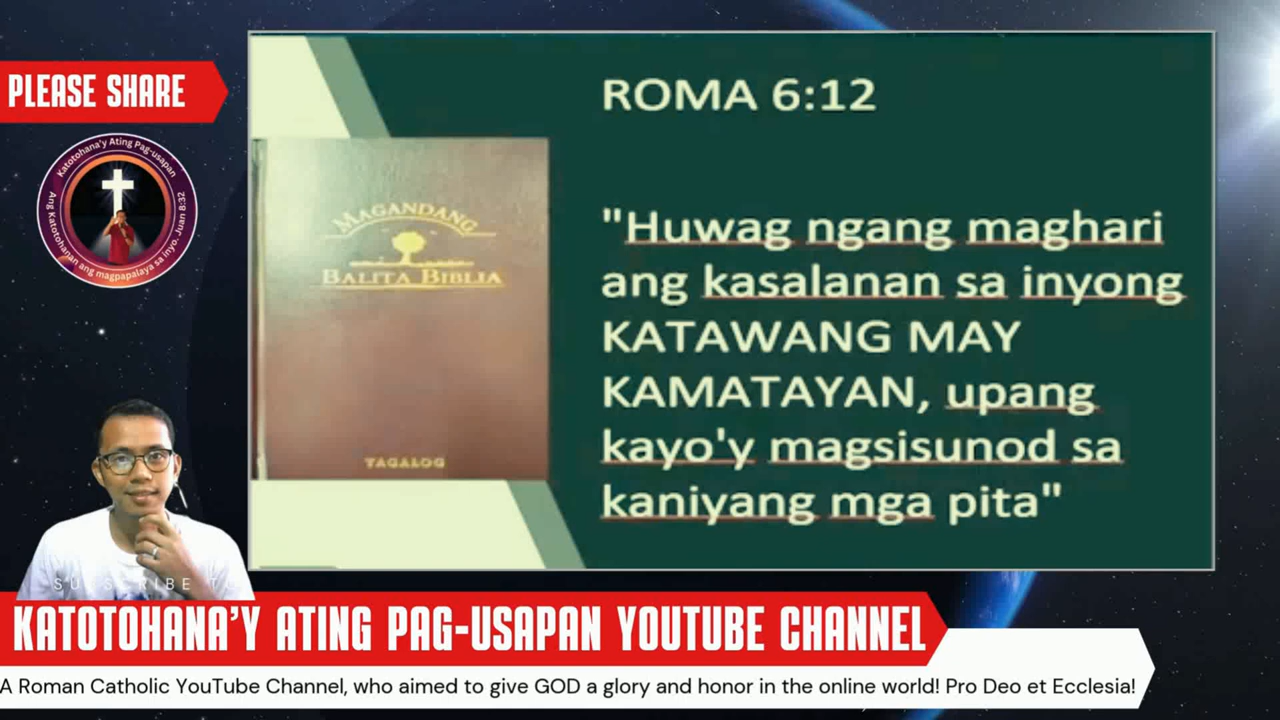 PLEASE SHARE
Katotohana'y Ating Pag-usapan
Ang Katotohanan ang magpapalaya sa inyo. Juan 8:32
ROMA 6:12
MAGANDANG
BALITA BIBLIA
TAGALOG
"Huwag ngang maghari
ang kasalanan sa inyong
KATAWANG MAY
KAMATAYAN, upang
kayo'y magsisunod sa
kaniyang mga pita"
SUBSCRIBE TO
KATOTOHANA'Y ATING PAG-USAPAN YOUTUBE CHANNEL
A Roman Catholic YouTube Channel, who aimed to give GOD a glory and honor in the online world! Pro Deo et Ecclesia!